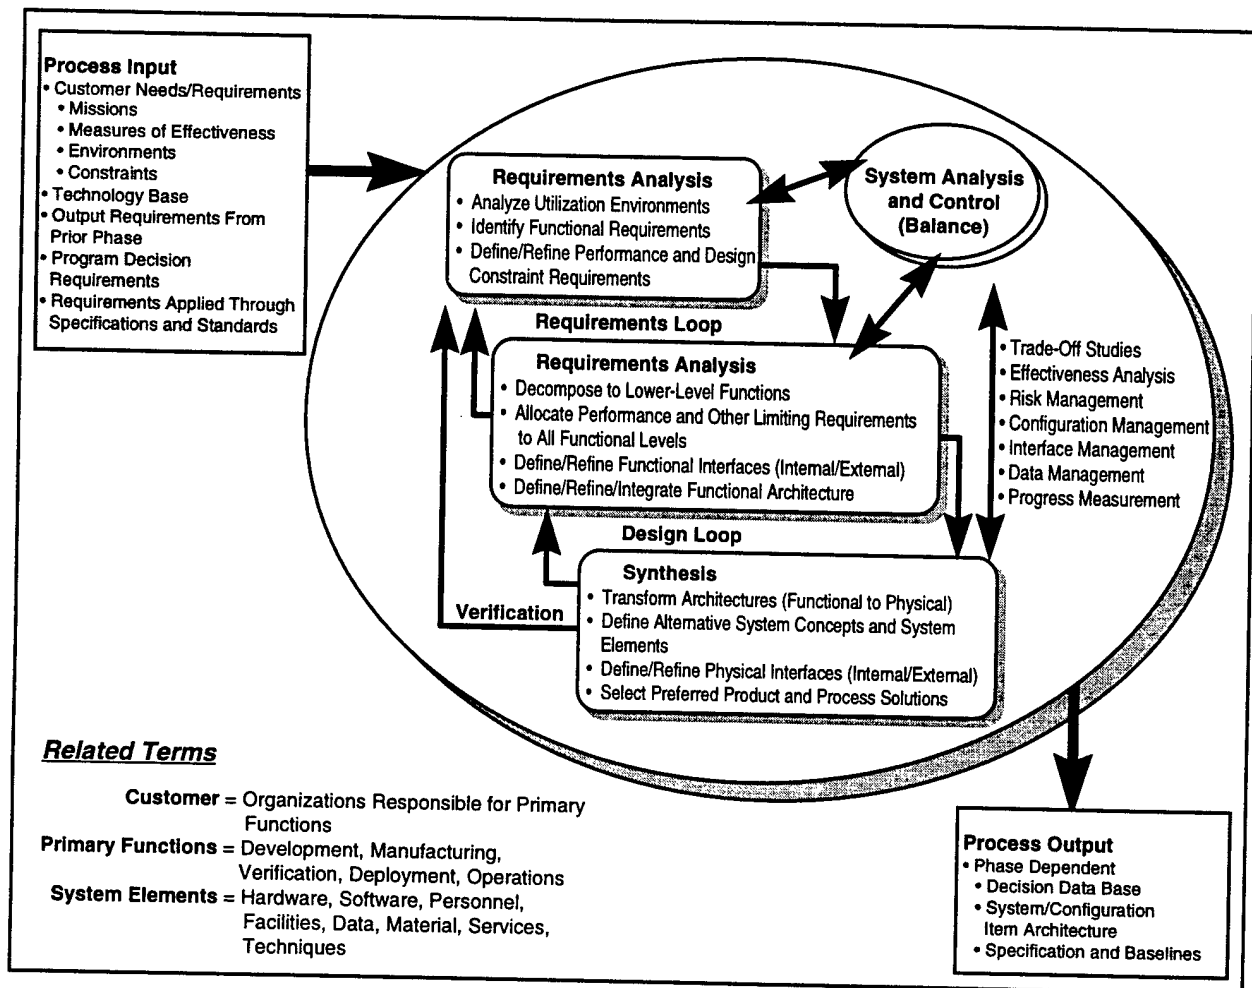 Process Input
• Customer Needs/Requirements
• Missions
• Measures of Effectiveness
• Environments
• Constraints
• Technology Base
• Output Requirements From
Prior Phase
• Program Decision
Requirements
• Requirements Applied Through
Specifications and Standards
Requirements Analysis
• Analyze Utilization Environments
• Identify Functional Requirements
• Define/Refine Performance and Design
Constraint Requirements
System Analysis
and Control
(Balance)
Requirements Loop
Requirements Analysis
• Decompose to Lower-Level Functions
• Allocate Performance and Other Limiting Requirements
to All Functional Levels
• Define/Refine Functional Interfaces (Internal/External)
• Define/Refine/Integrate Functional Architecture
• Trade-Off Studies
• Effectiveness Analysis
• Risk Management
• Configuration Management
• Interface Management
• Data Management
• Progress Measurement
Design Loop
Synthesis
• Transform Architectures (Functional to Physical)
• Define Alternative System Concepts and System
Elements
• Define/Refine Physical Interfaces (Internal/External)
• Select Preferred Product and Process Solutions
Verification
Related Terms
Customer = Organizations Responsible for Primary
Functions
Primary Functions = Development, Manufacturing,
Verification, Deployment, Operations
System Elements = Hardware, Software, Personnel,
Facilities, Data, Material, Services,
Techniques
Process Output
• Phase Dependent
• Decision Data Base
• System/Configuration
Item Architecture
• Specification and Baselines